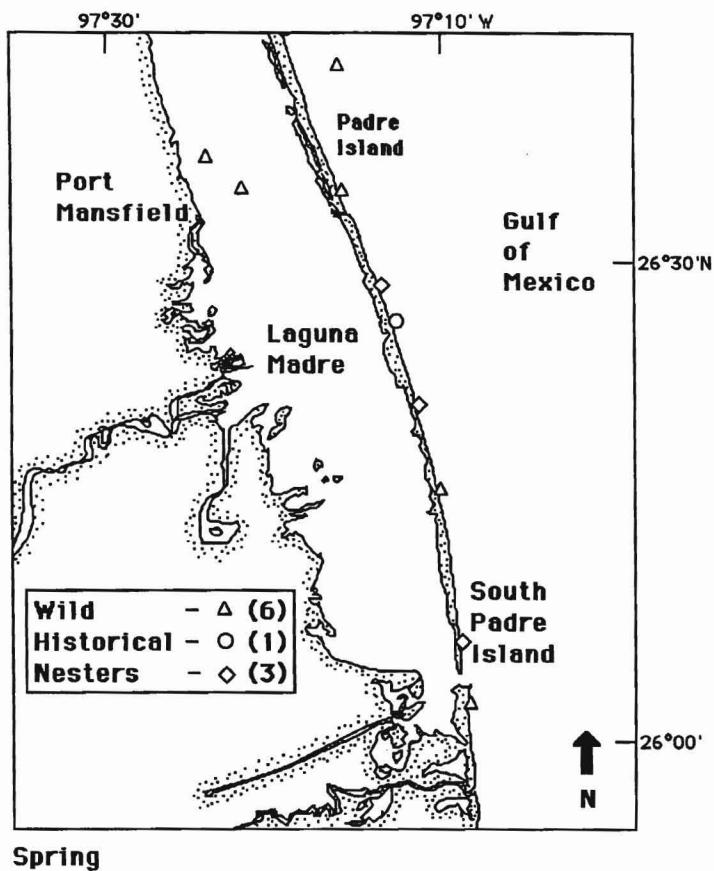 97°30'
97°10' W
Padre
Island
Port
Mansfield
Gulf
of
Mexico
26°30'N
Laguna
Madre
Wild - △ (6)
Historical - ○ (1)
Nesters - ◇ (3)
South
Padre
Island
26°00'
N
Spring